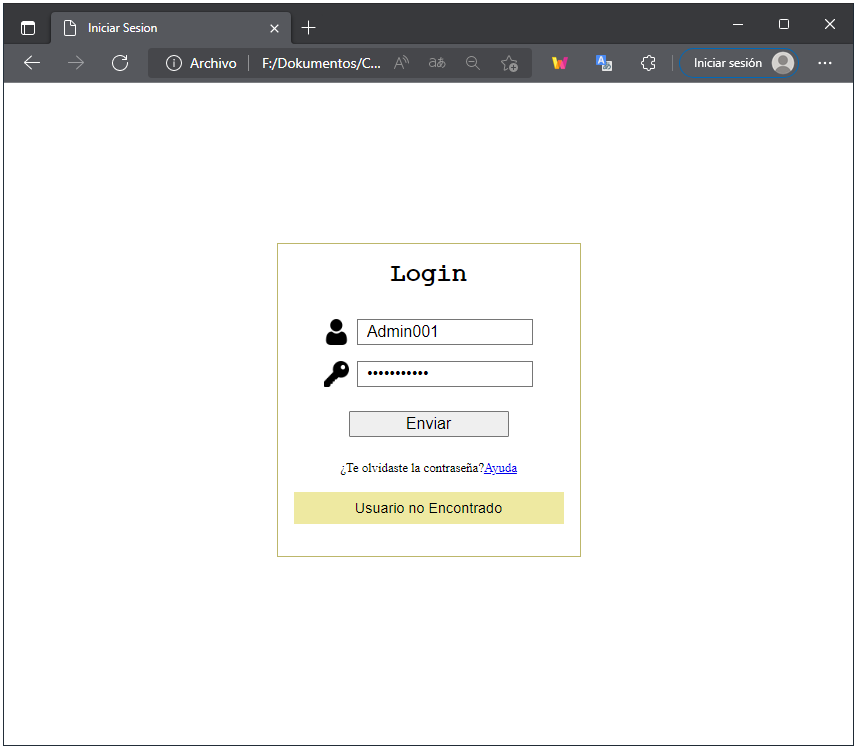 Iniciar Sesion
Archivo F:/Dokumentos/C... Iniciar sesión
Login
Admin001
•••••••••••
Enviar
¿Te olvidaste la contraseña?Ayuda
Usuario no Encontrado